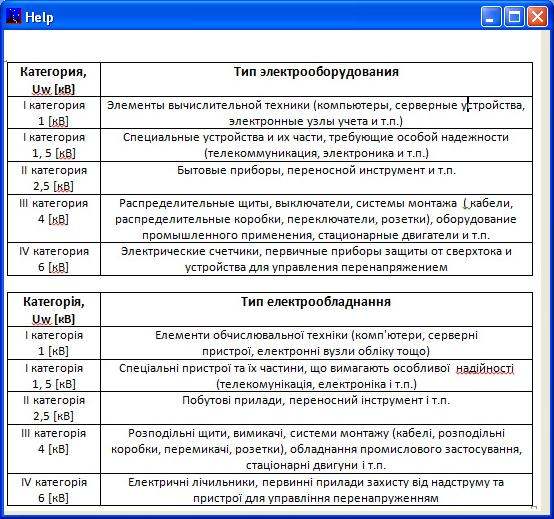 Help
Категория, Тип электрооборудования
Uw [кВ]
I категория Элементы вычислительной техники (компьютеры, серверные устройства,
1 [кВ] электронные узлы учета и т.п.)
I категория Специальные устройства и их части, требующие особой надежности
1, 5 [кВ] (телекоммуникация, электроника и т.п.)
II категория Бытовые приборы, переносной инструмент и т.п.
2,5 [кВ]
III категория Распределительные щиты, выключатели, системы монтажа ( кабели,
4 [кВ] распределительные коробки, переключатели, розетки), оборудование
промышленного применения, стационарные двигатели и т.п.
IV категория Электрические счетчики, первичные приборы защиты от сверхтока и
6 [кВ] устройства для управления перенапряжением
Категорія, Тип електрообладнання
Uw [кВ]
I категорія Елементи обчислювальної техніки (комп'ютери, серверні
1 [кВ] пристрої, електронні вузли обліку тощо)
I категорія Спеціальні пристрої та їх частини, що вимагають особливої надійності
1, 5 [кВ] (телекомунікація, електроніка і т.п.)
II категорія Побутові прилади, переносний інструмент і т.п.
2,5 [кВ]
III категорія Розподільні щити, вимикачі, системи монтажу (кабелі, розподільні
4 [кВ] коробки, перемикачі, розетки), обладнання промислового застосування,
стаціонарні двигуни і т.п.
IV категорія Електричні лічильники, первинні прилади захисту від надструму та
6 [кВ] пристрої для управління перенапруженням